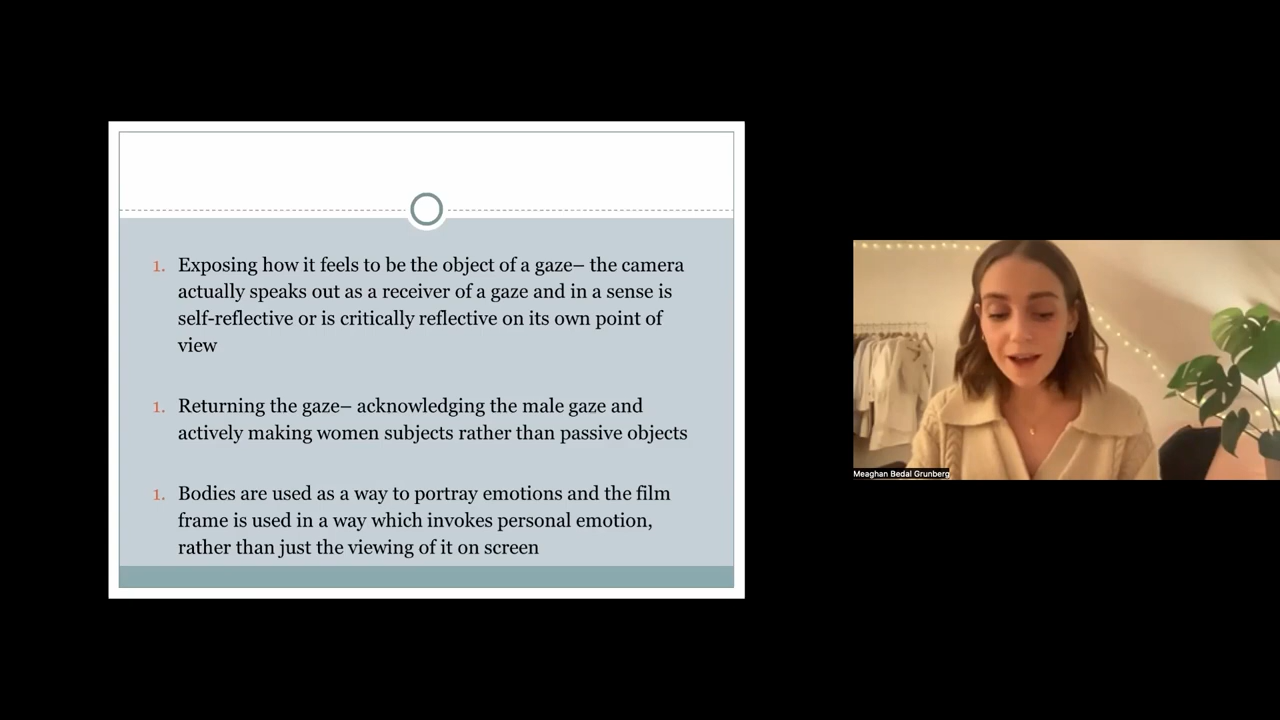 1. Exposing how it feels to be the object of a gaze– the camera
actually speaks out as a receiver of a gaze and in a sense is
self-reflective or is critically reflective on its own point of
view
1. Returning the gaze– acknowledging the male gaze and
actively making women subjects rather than passive objects
1. Bodies are used as a way to portray emotions and the film
frame is used in a way which invokes personal emotion,
rather than just the viewing of it on screen
Meaghan Bedal Grunberg